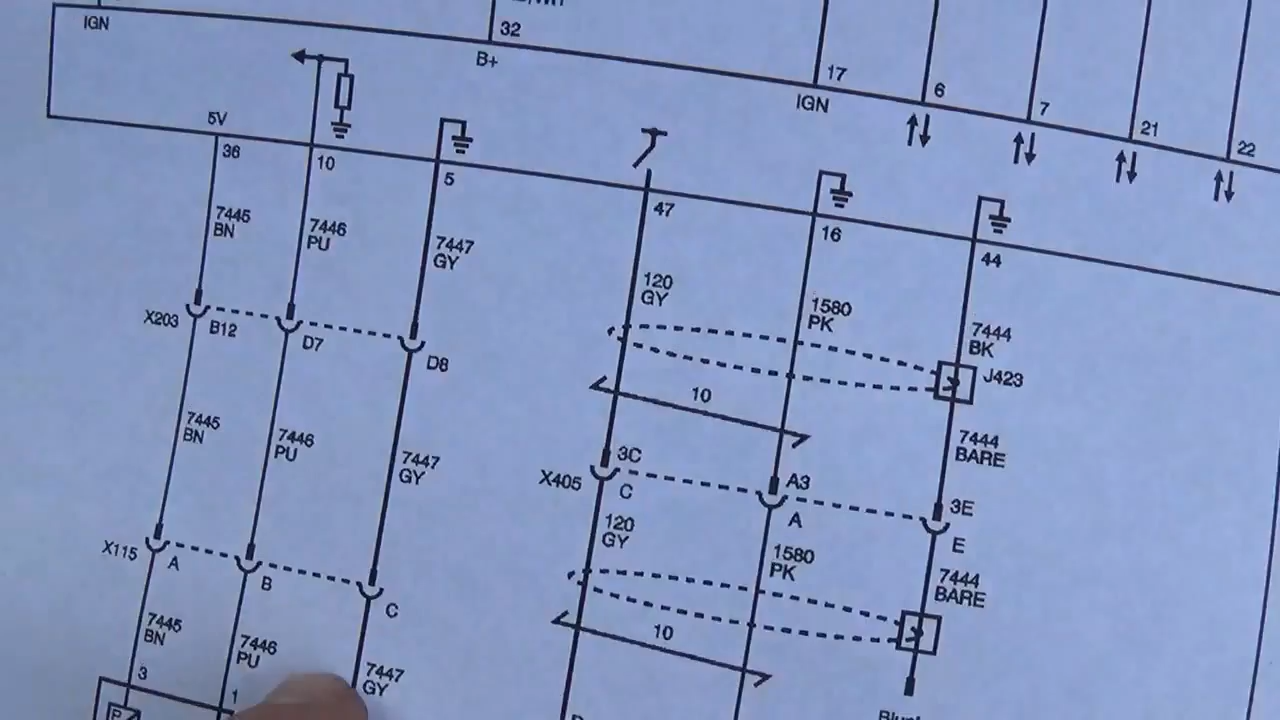 IGN
32
B+
17
IGN
6
7
21
22
5V
36
10
5
47
16
44
7445
BN
7446
PU
7447
GY
120
GY
1580
PK
7444
BK
X203
B12
D7
D8
J423
10
7445
BN
7446
PU
7447
GY
7444
BARE
3C
X405
C
A3
A
3E
E
120
GY
1580
PK
7444
BARE
X115
A
B
C
10
7445
BN
7446
PU
7447
GY
3
1
P